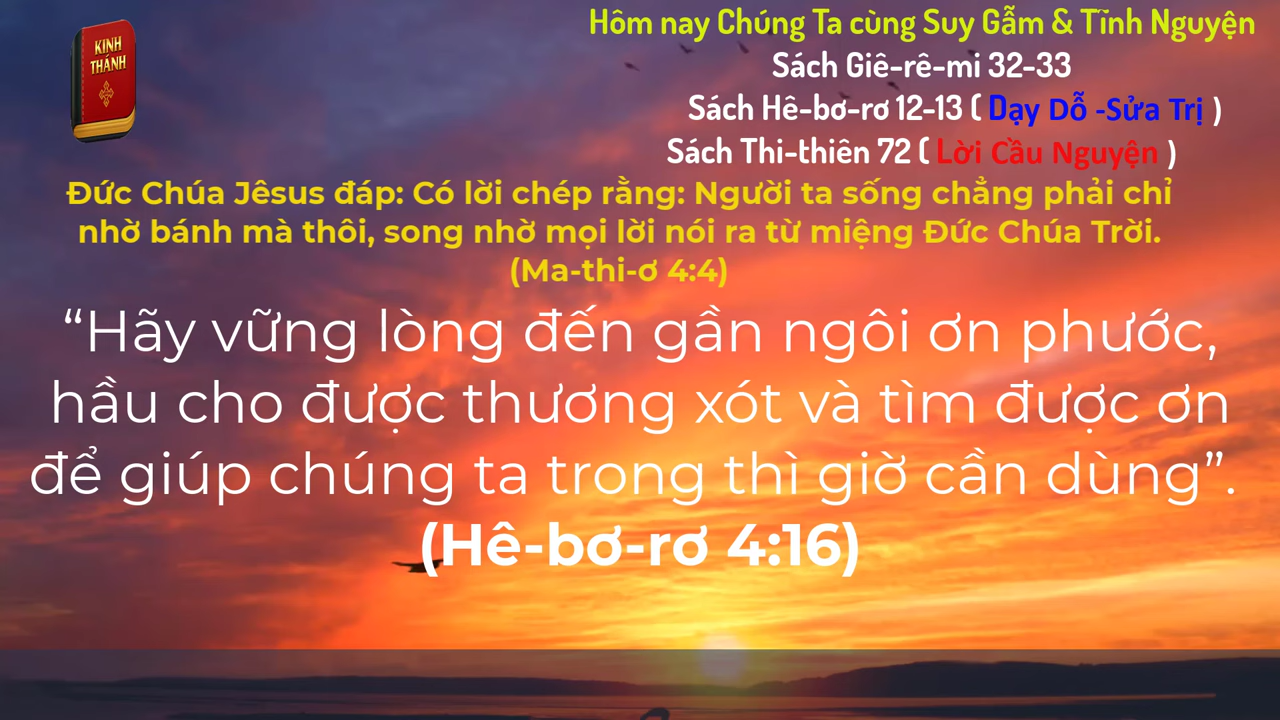 KINH
THÁNH
Hôm nay Chúng Ta cùng Suy Gẫm & Tĩnh Nguyện
Sách Giê-rê-mi 32-33
Sách Hê-bơ-rơ 12-13 ( Dạy Dỗ -Sửa Trị )
Sách Thi-thiên 72 ( Lời Cầu Nguyện )
Đức Chúa Jêsus đáp: Có lời chép rằng: Người ta sống chẳng phải chỉ
nhờ bánh mà thôi, song nhờ mọi lời nói ra từ miệng Đức Chúa Trời.
(Ma-thi-ơ 4:4)
“Hãy vững lòng đến gần ngôi ơn phước,
hầu cho được thương xót và tìm được ơn
để giúp chúng ta trong thì giờ cần dùng”.
(Hê-bơ-rơ 4:16)